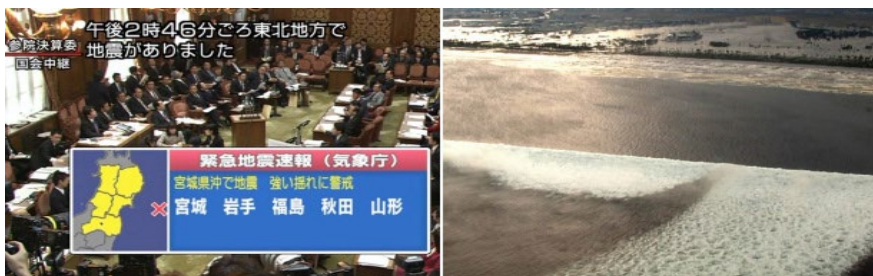 午後２時４６分ごろ東北地方で
地震がありました
参院決算委
国会中継
緊急地震速報（気象庁）
宮城県沖で地震　強い揺れに警戒
宮城　岩手　福島　秋田　山形